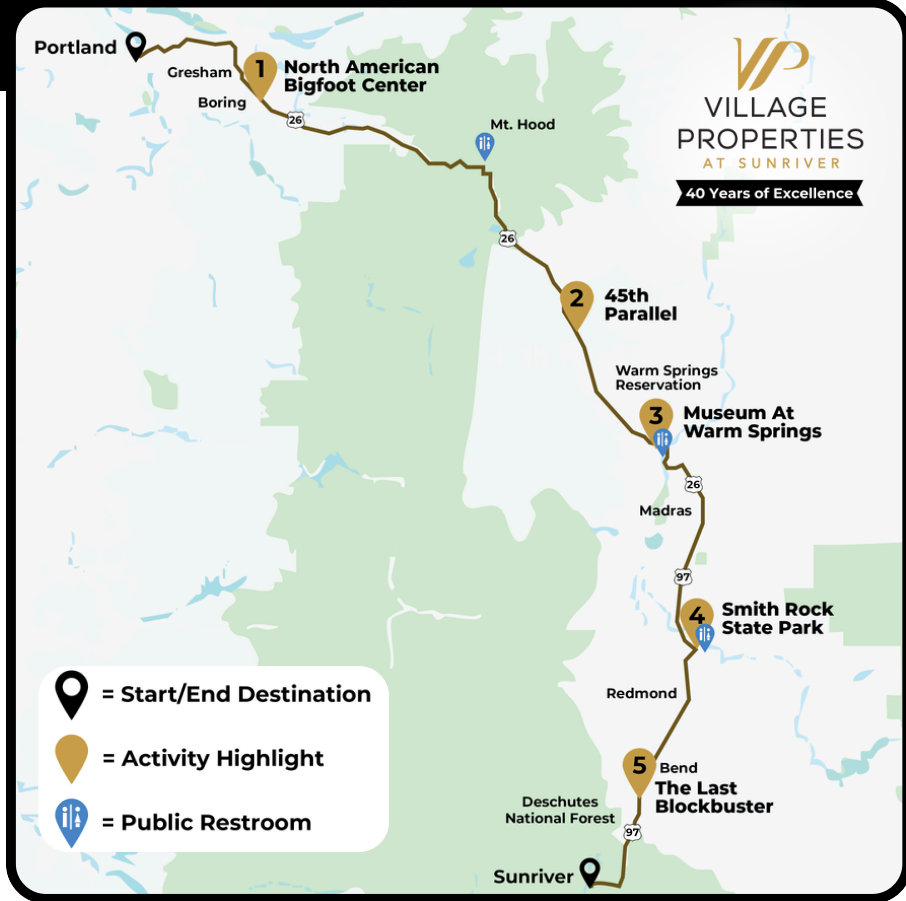 Portland
Gresham
Boring
1
North American
Bigfoot Center
26
Mt. Hood
VP
VILLAGE
PROPERTIES
AT SUNRIVER
40 Years of Excellence
26
2
45th
Parallel
Warm Springs
Reservation
3
Museum At
Warm Springs
26
Madras
97
4
Smith Rock
State Park
Redmond
5
Bend
The Last
Blockbuster
Deschutes
National Forest
97
Sunriver
= Start/End Destination
= Activity Highlight
= Public Restroom